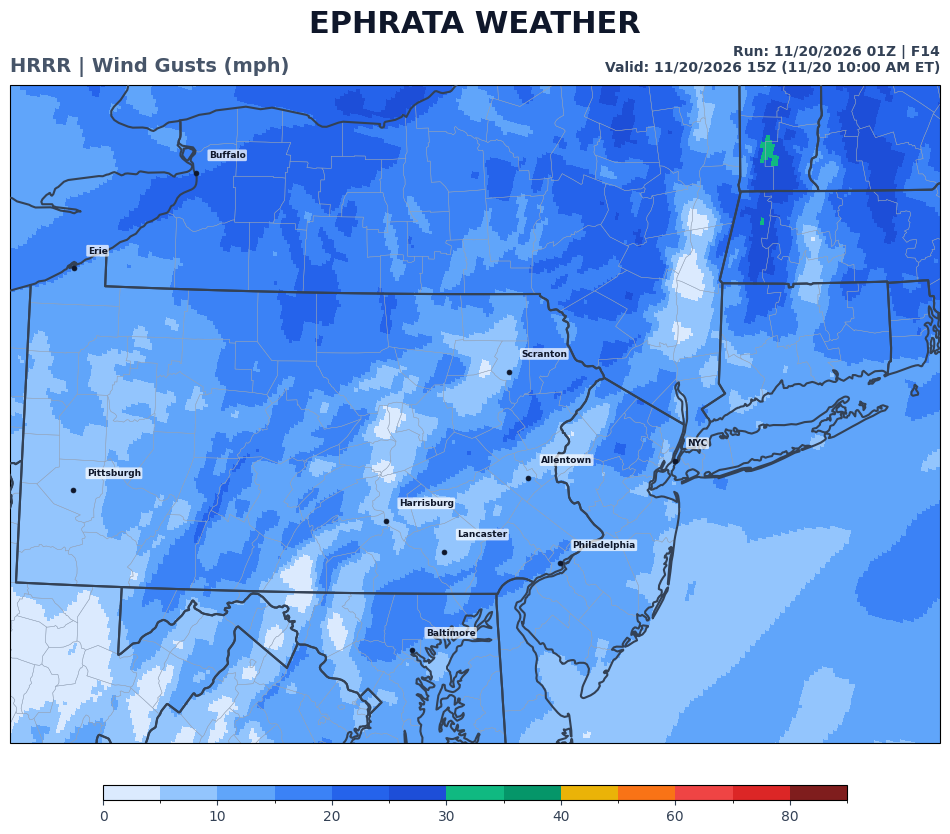 EPHRATA WEATHER
HRRR | Wind Gusts (mph)
Run: 11/20/2026 01Z | F14
Valid: 11/20/2026 15Z (11/20 10:00 AM ET)
Buffalo
Erie
Scranton
NYC
Allentown
Pittsburgh
Harrisburg
Lancaster
Philadelphia
Baltimore
0 10 20 30 40 50 60 70 80